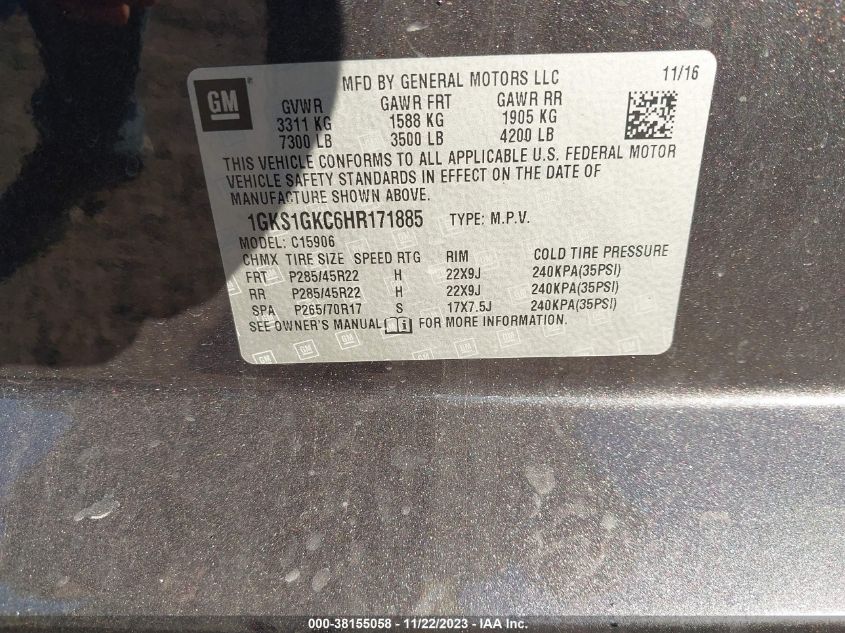 GM
MFD BY GENERAL MOTORS LLC 11/16
GVWR GAWR FRT GAWR RR
3311 KG 1588 KG 1905 KG
7300 LB 3500 LB 4200 LB
THIS VEHICLE CONFORMS TO ALL APPLICABLE U.S. FEDERAL MOTOR
VEHICLE SAFETY STANDARDS IN EFFECT ON THE DATE OF
MANUFACTURE SHOWN ABOVE.
1GKS1GKC6HR171885 TYPE: M.P.V.
MODEL: C15906
CHMX TIRE SIZE SPEED RTG RIM COLD TIRE PRESSURE
FRT P285/45R22 H 22X9J 240KPA(35PSI)
RR P285/45R22 H 22X9J 240KPA(35PSI)
SPA P265/70R17 S 17X7.5J 240KPA(35PSI)
SEE OWNER'S MANUAL FOR MORE INFORMATION.
000-38155058 - 11/22/2023 - IAA Inc.